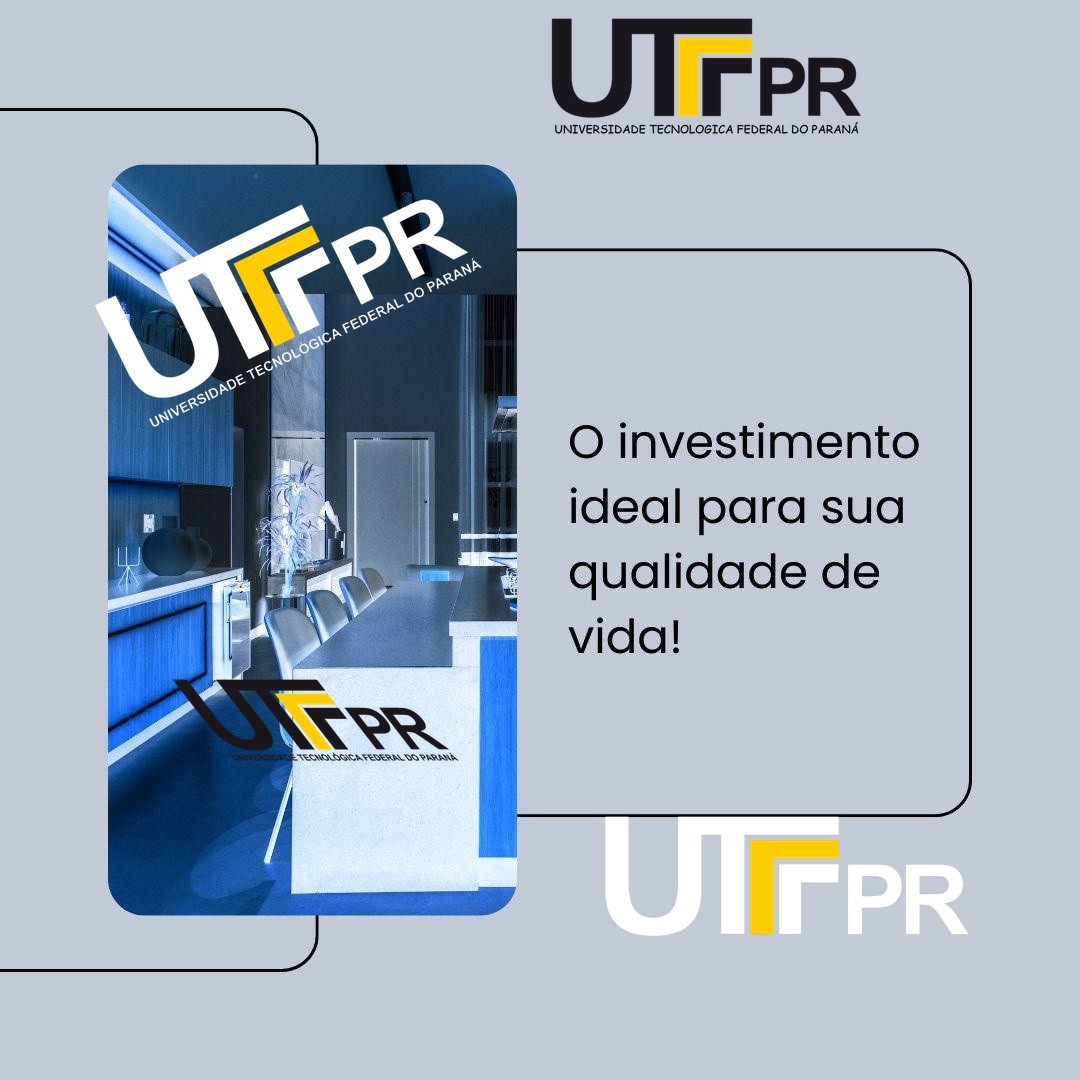 UTFPR
UNIVERSIDADE TECNOLOGICA FEDERAL DO PARANÁ
UTFPR
UNIVERSIDADE TECNOLÓGICA FEDERAL DO PARANÁ
O investimento
ideal para sua
qualidade de
vida!
UTFPR
UNIVERSIDADE TECNOLÓGICA FEDERAL DO PARANÁ
UTFPR